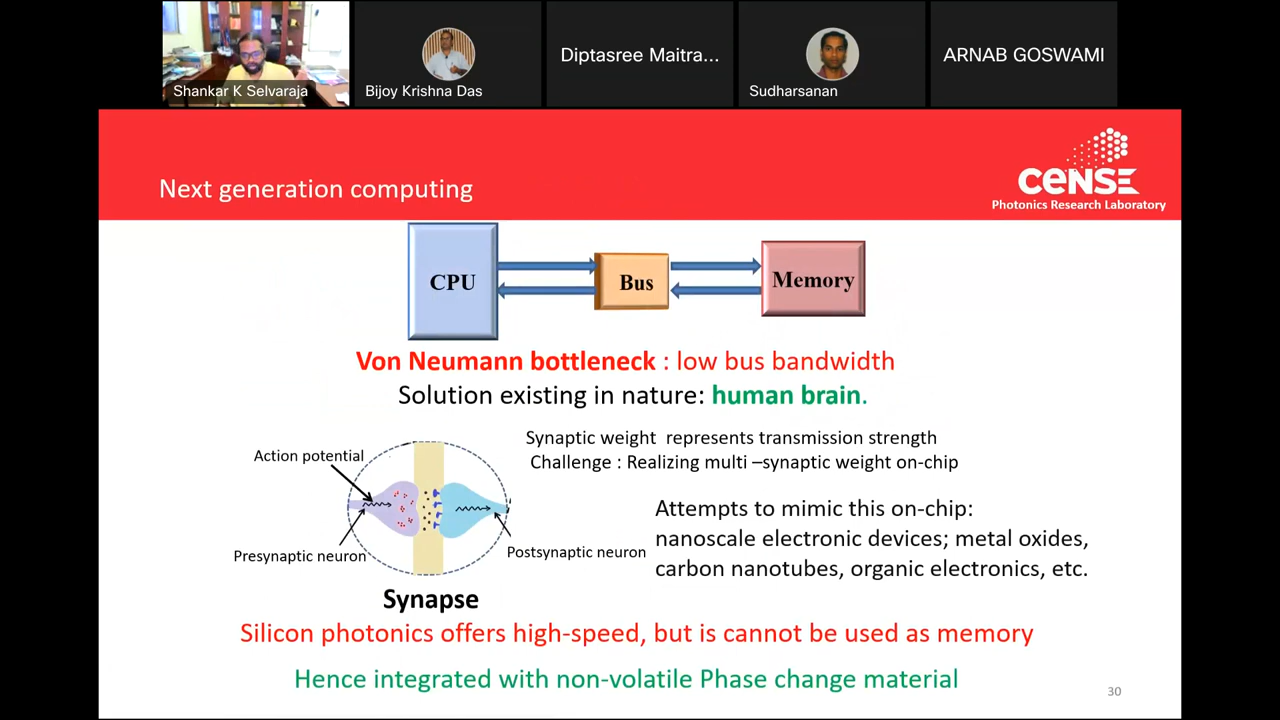 Shankar K Selvaraja
Bijoy Krishna Das
Diptasree Maitra...
Sudharsanan
ARNAB GOSWAMI
Next generation computing
CENSE
Photonics Research Laboratory
CPU
Bus
Memory
Von Neumann bottleneck : low bus bandwidth
Solution existing in nature: human brain.
Synaptic weight represents transmission strength
Challenge : Realizing multi –synaptic weight on-chip
Action potential
Presynaptic neuron
Postsynaptic neuron
Synapse
Attempts to mimic this on-chip:
nanoscale electronic devices; metal oxides,
carbon nanotubes, organic electronics, etc.
Silicon photonics offers high-speed, but is cannot be used as memory
Hence integrated with non-volatile Phase change material
30